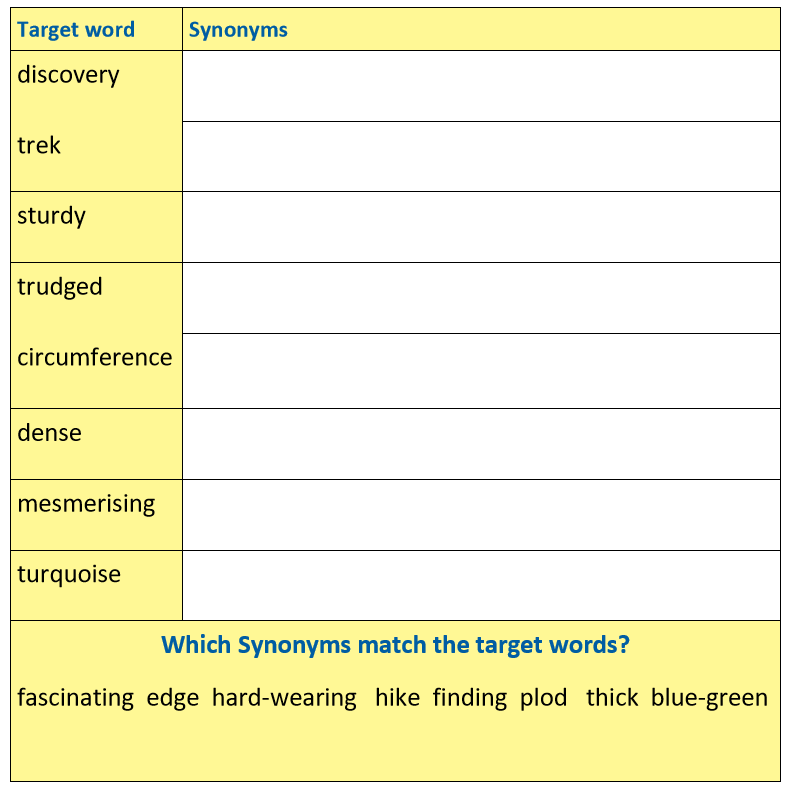 Target word Synonyms
discovery
trek
sturdy
trudged
circumference
dense
mesmerising
turquoise
Which Synonyms match the target words?
fascinating edge hard-wearing hike finding plod thick blue-green